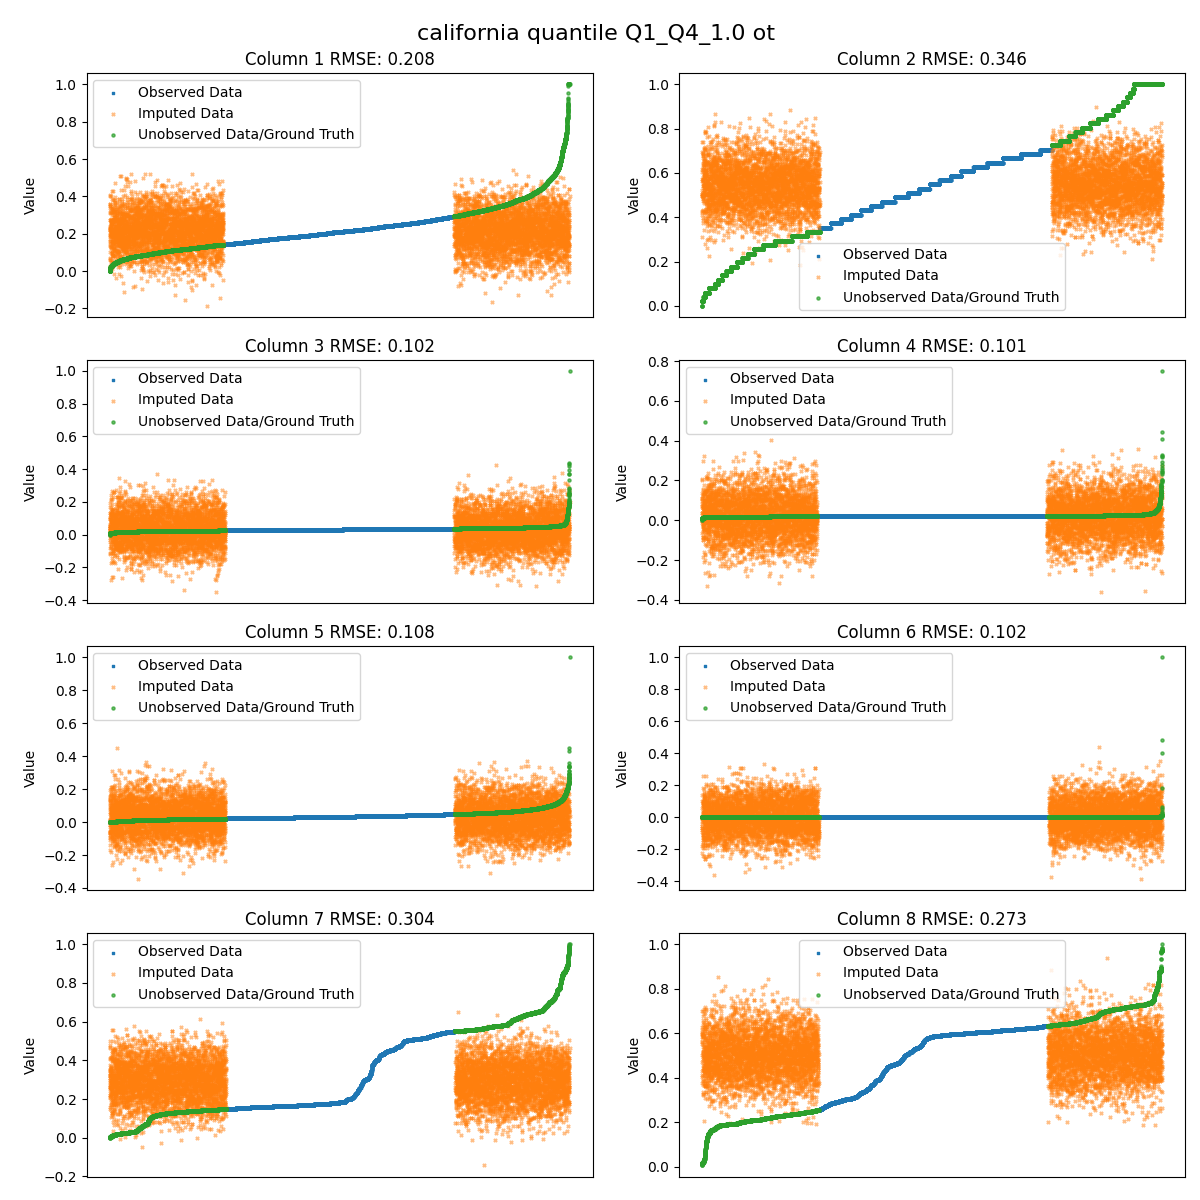 california quantile Q1_Q4_1.0 ot
Column 1 RMSE: 0.208
Value
1.0
0.8
0.6
0.4
0.2
0.0
−0.2
Observed Data
Imputed Data
Unobserved Data/Ground Truth
Column 2 RMSE: 0.346
Value
1.0
0.8
0.6
0.4
0.2
0.0
Observed Data
Imputed Data
Unobserved Data/Ground Truth
Column 3 RMSE: 0.102
Value
1.0
0.8
0.6
0.4
0.2
0.0
−0.2
−0.4
Observed Data
Imputed Data
Unobserved Data/Ground Truth
Column 4 RMSE: 0.101
Value
0.8
0.6
0.4
0.2
0.0
−0.2
−0.4
Observed Data
Imputed Data
Unobserved Data/Ground Truth
Column 5 RMSE: 0.108
Value
1.0
0.8
0.6
0.4
0.2
0.0
−0.2
−0.4
Observed Data
Imputed Data
Unobserved Data/Ground Truth
Column 6 RMSE: 0.102
Value
1.0
0.8
0.6
0.4
0.2
0.0
−0.2
−0.4
Observed Data
Imputed Data
Unobserved Data/Ground Truth
Column 7 RMSE: 0.304
Value
1.0
0.8
0.6
0.4
0.2
0.0
−0.2
Observed Data
Imputed Data
Unobserved Data/Ground Truth
Column 8 RMSE: 0.273
Value
1.0
0.8
0.6
0.4
0.2
0.0
Observed Data
Imputed Data
Unobserved Data/Ground Truth